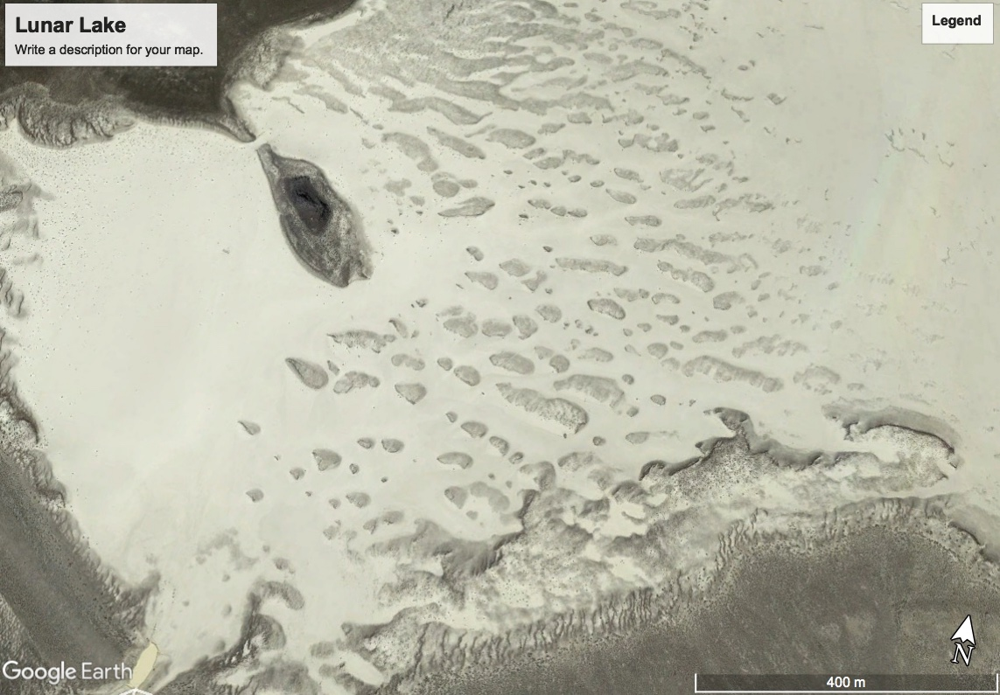 Lunar Lake
Write a description for your map.
Legend
Google Earth
N
400 m